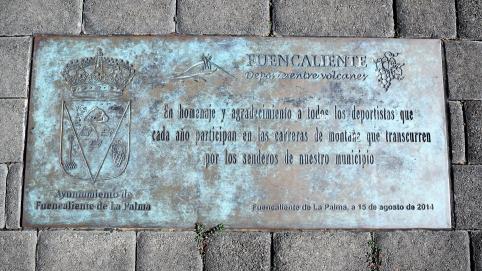 FUENCALIENTE
Deporte entre volcanes
En homenaje y agradecimiento a todos los deportistas que
cada año participan en las carreras de montaña que transcurren
por los senderos de nuestro municipio
Ayuntamiento de
Fuencaliente de La Palma
Fuencaliente de La Palma, a 15 de agosto de 2014